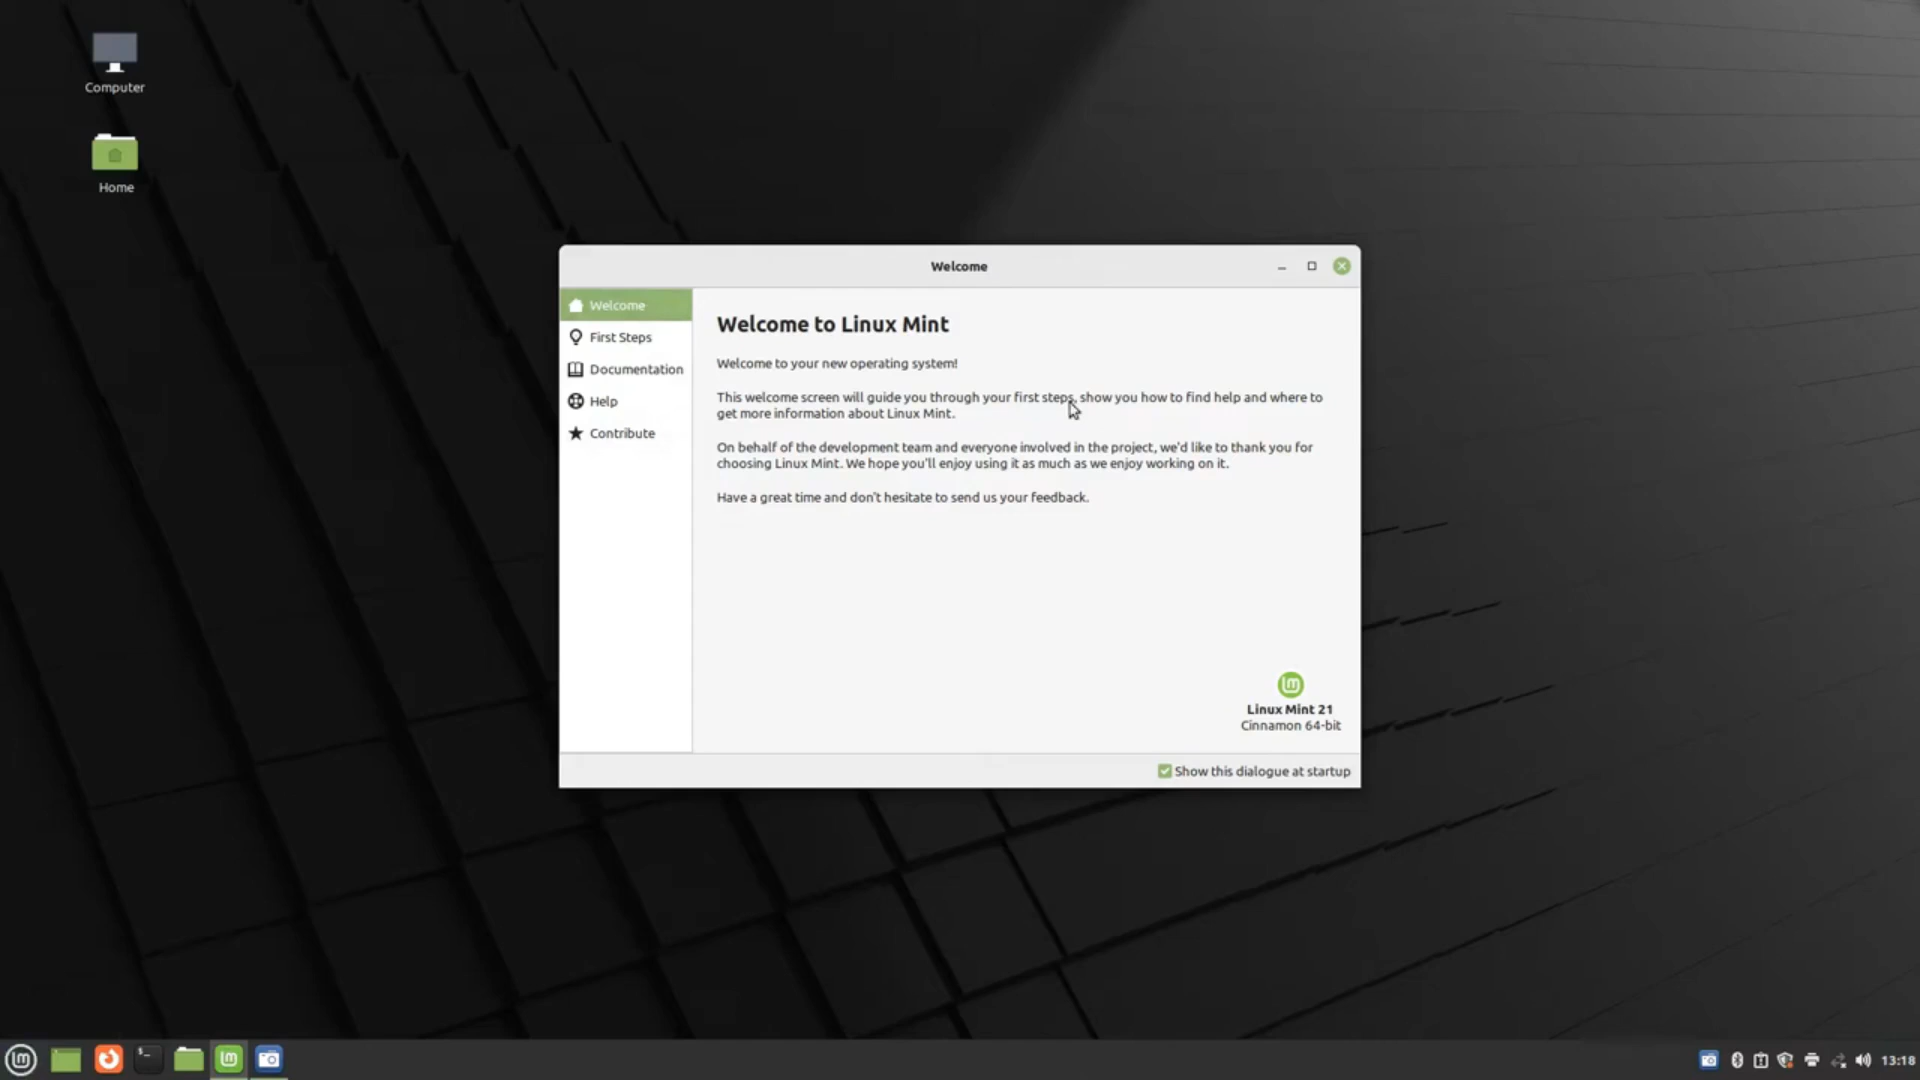 Computer
Home
Welcome
Welcome
First Steps
Documentation
Help
Contribute
Welcome to Linux Mint
Welcome to your new operating system!
This welcome screen will guide you through your first steps, show you how to find help and where to
get more information about Linux Mint.
On behalf of the development team and everyone involved in the project, we'd like to thank you for
choosing Linux Mint. We hope you'll enjoy using it as much as we enjoy working on it.
Have a great time and don't hesitate to send us your feedback.
Linux Mint 21
Cinnamon 64-bit
Show this dialogue at startup
13:18